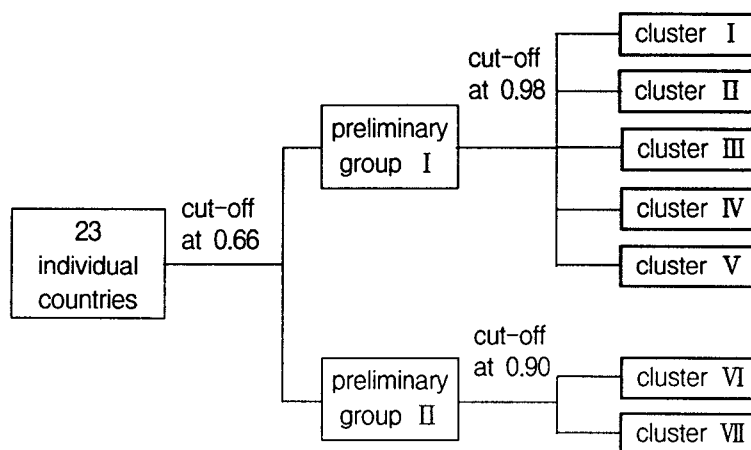 23
individual
countries
cut-off
at 0.66
preliminary
group Ⅰ
cut-off
at 0.98
cluster Ⅰ
cluster Ⅱ
cluster Ⅲ
cluster Ⅳ
cluster Ⅴ
preliminary
group Ⅱ
cut-off
at 0.90
cluster Ⅵ
cluster Ⅶ